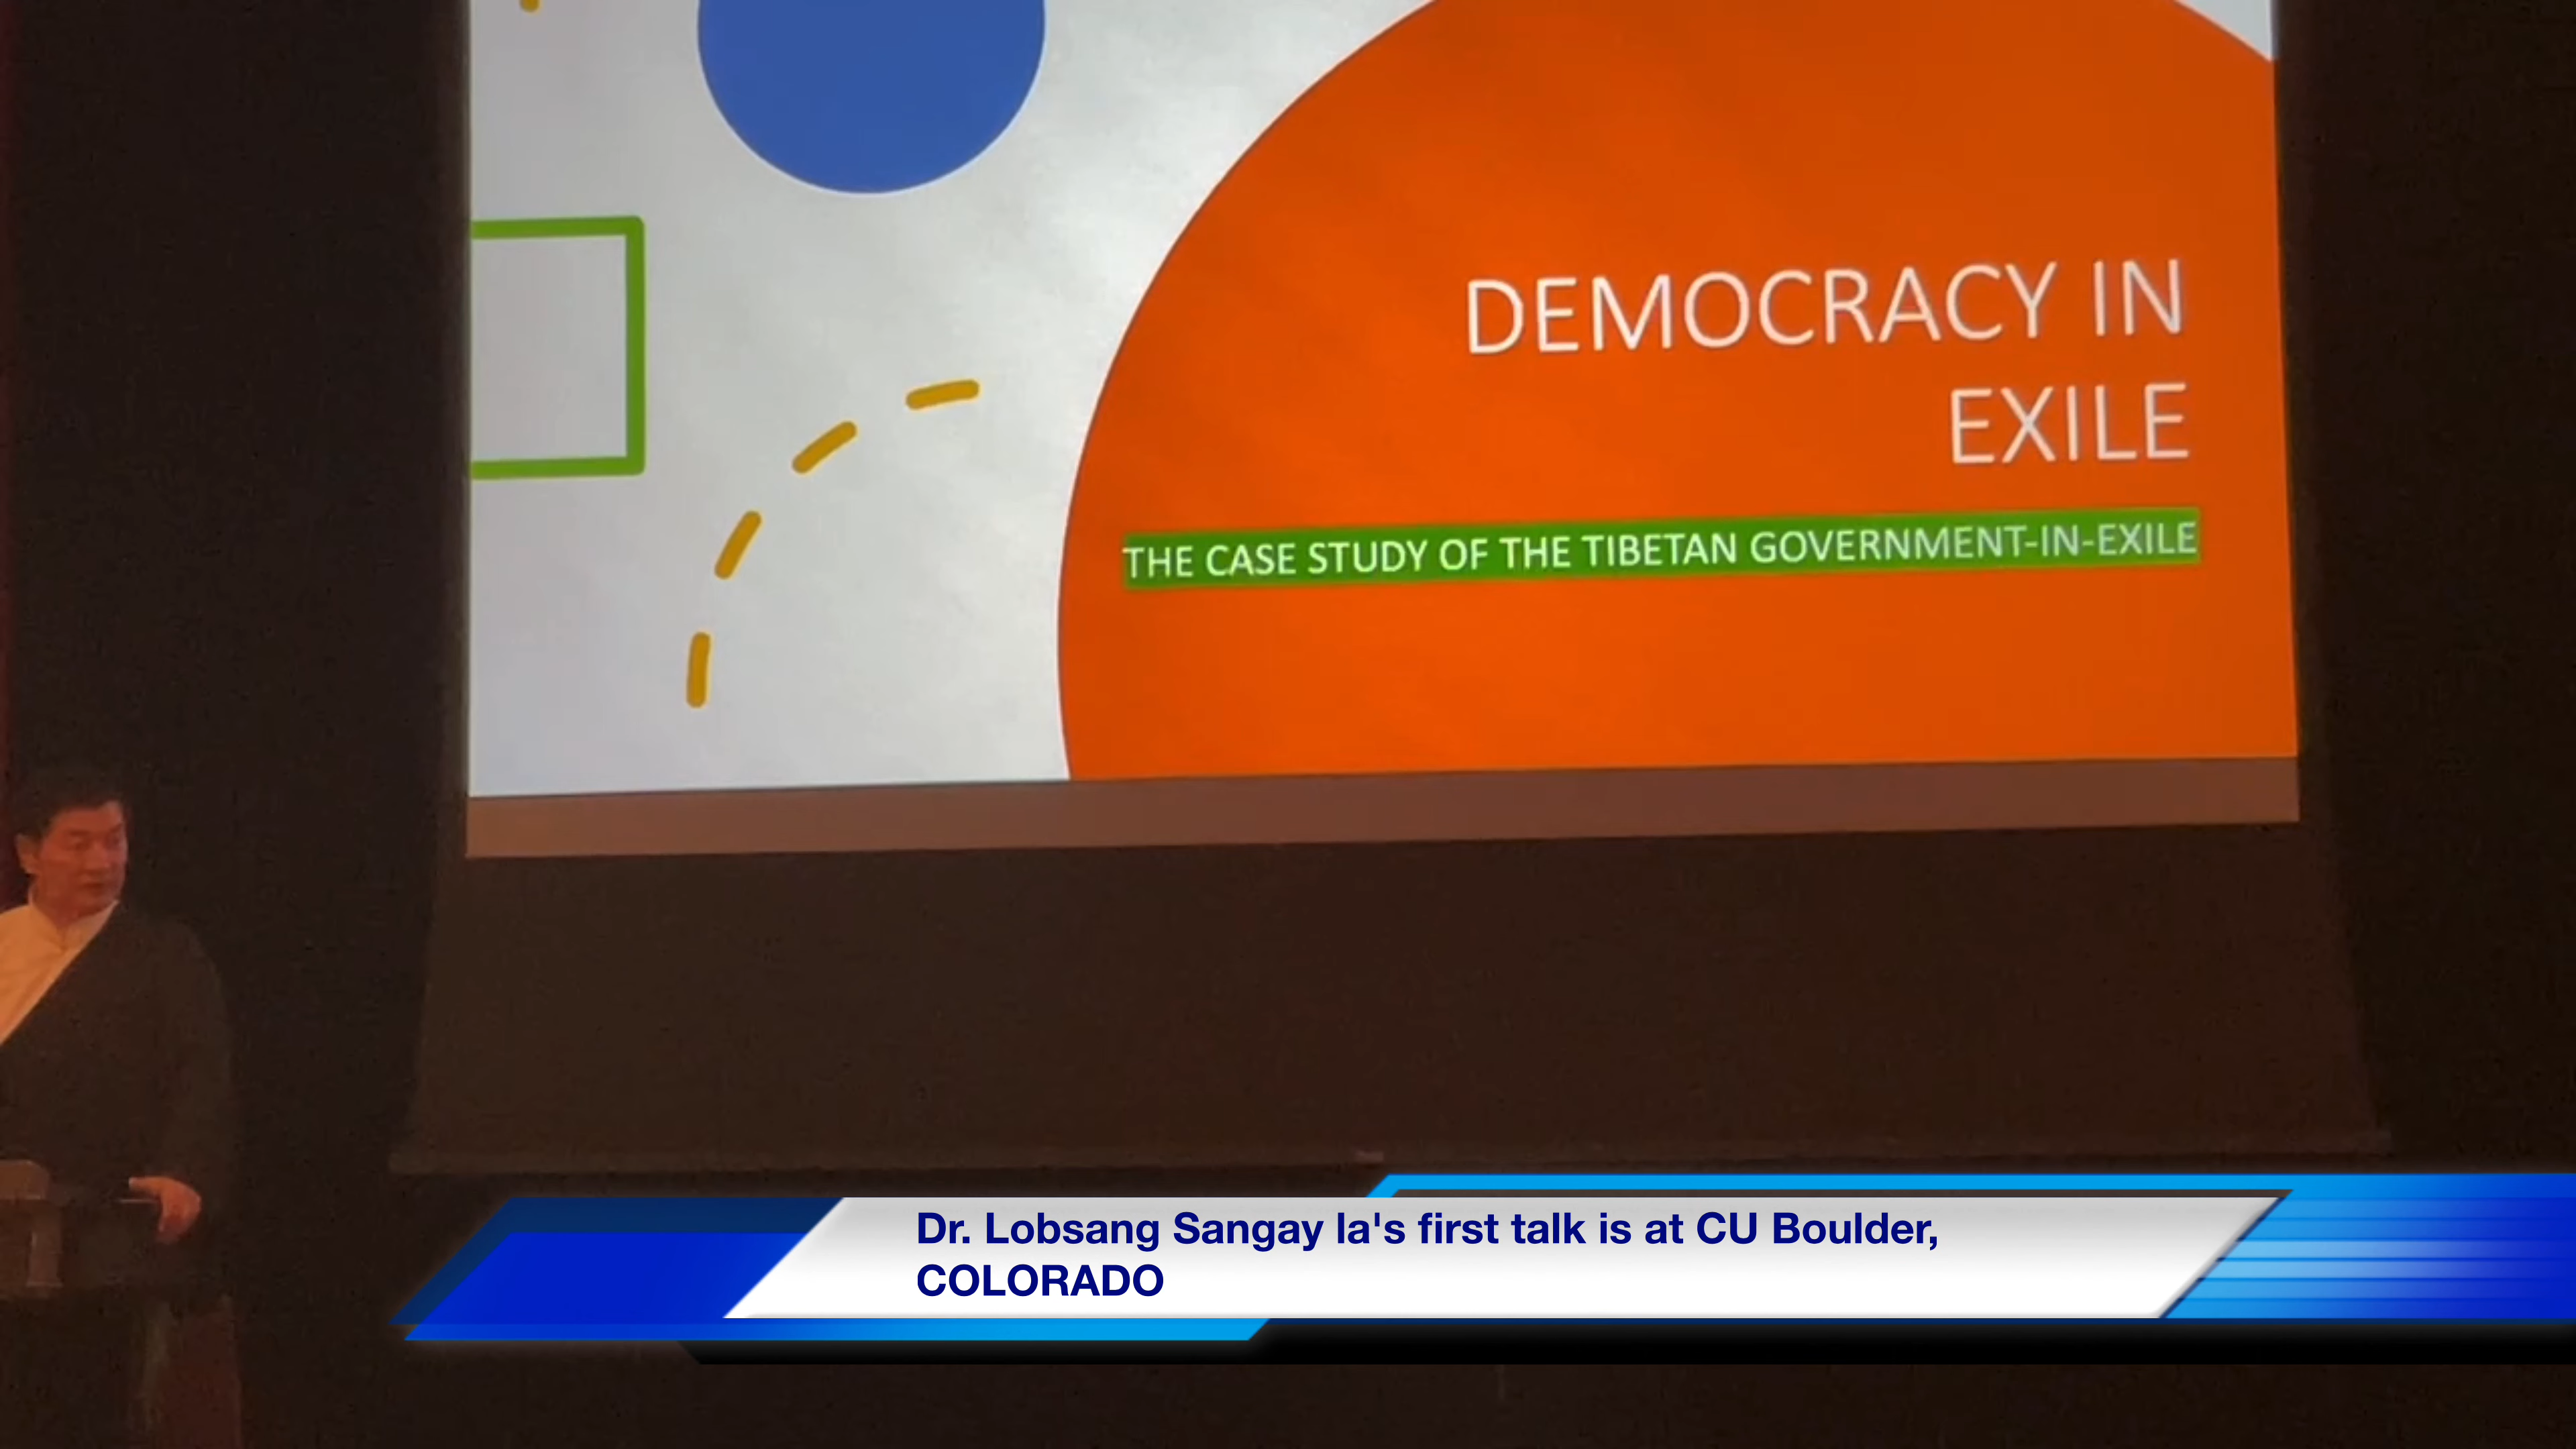 DEMOCRACY IN
EXILE
THE CASE STUDY OF THE TIBETAN GOVERNMENT-IN-EXILE
Dr. Lobsang Sangay la's first talk is at CU Boulder,
COLORADO